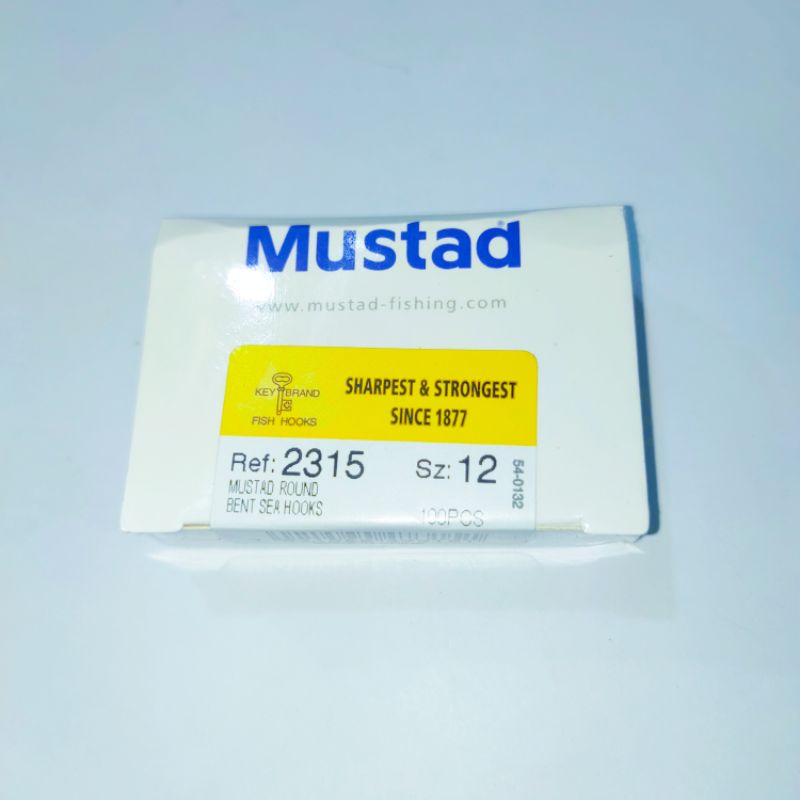 Mustad
www.mustad-fishing.com
KEY BRAND
FISH HOOKS
SHARPEST & STRONGEST
SINCE 1877
Ref: 2315
Sz: 12
54-0132
MUSTAD ROUND
BENT SEA HOOKS
100PCS